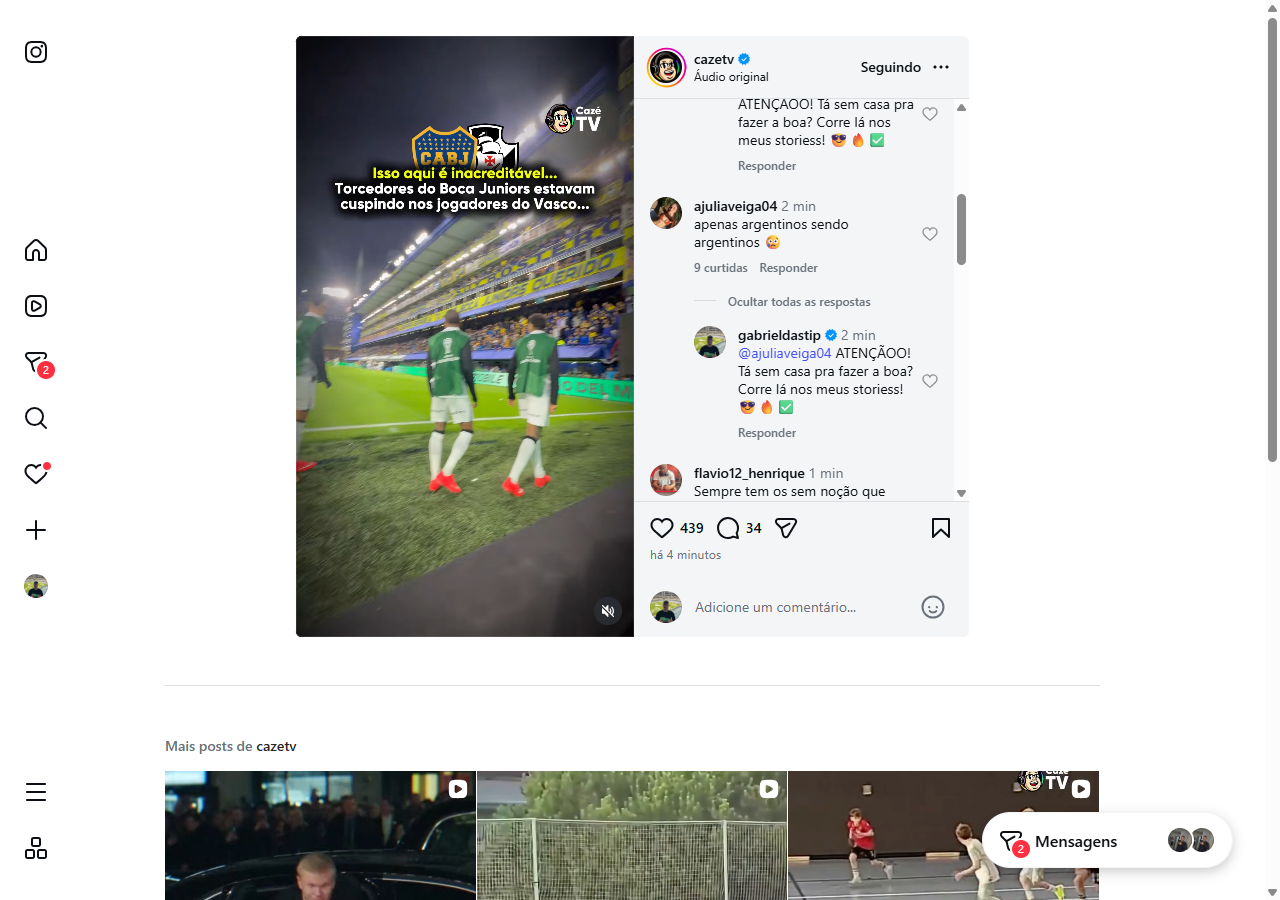 Cazé
TV
CABJ
Isso aqui é inacreditável...
Torcedores do Boca Juniors estavam
cuspindo nos jogadores do Vasco...
cazetv
Áudio original
Seguindo
ATENÇÃOO! Tá sem casa pra
fazer a boa? Corre lá nos
meus storiess! 😎 🔥 ✅
Responder
ajuliaveiga04 2 min
apenas argentinos sendo
argentinos 🤪
9 curtidas Responder
Ocultar todas as respostas
gabrieldastip 2 min
@ajuliaveiga04 ATENÇÃOO!
Tá sem casa pra fazer a boa?
Corre lá nos meus storiess!
😎 🔥 ✅
Responder
flavio12_henrique 1 min
Sempre tem os sem noção que
439 34
há 4 minutos
Adicione um comentário...
2
Mais posts de cazetv
TV
2
Mensagens